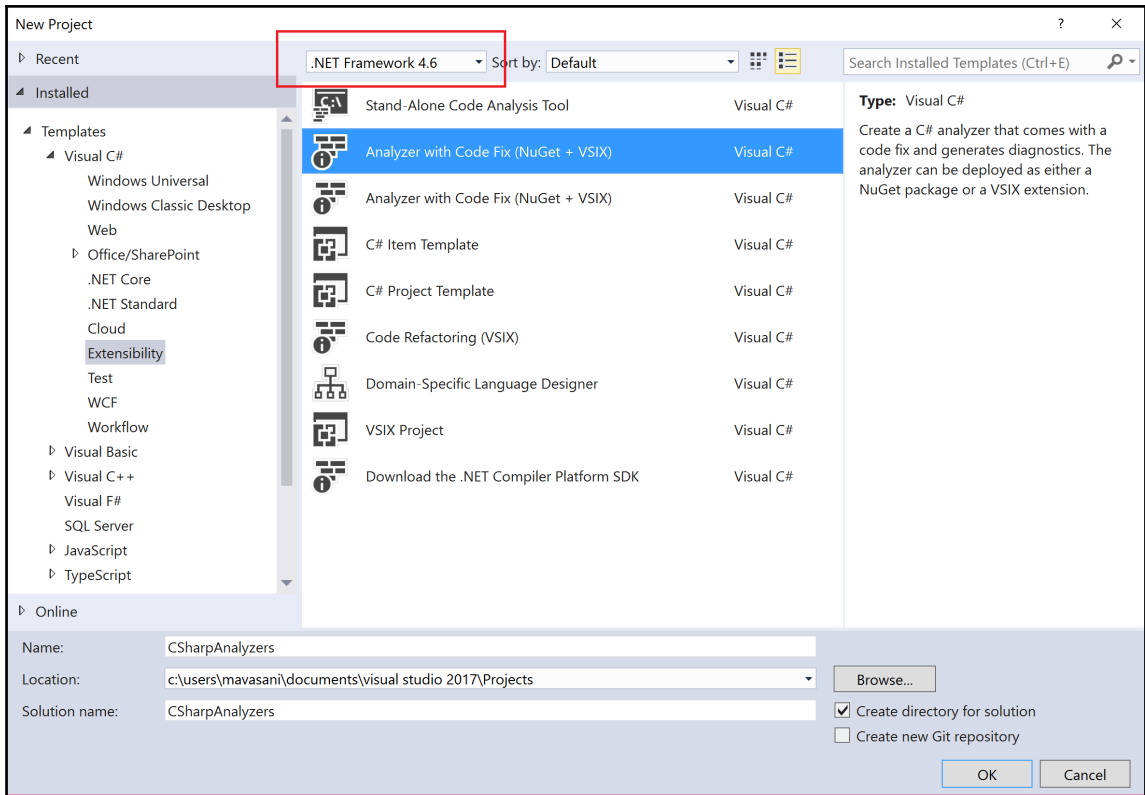 New Project
?
Recent
.NET Framework 4.6
Sort by: Default
Search Installed Templates (Ctrl+E)
Installed
Templates
Visual C#
Windows Universal
Windows Classic Desktop
Web
Office/SharePoint
.NET Core
.NET Standard
Cloud
Extensibility
Test
WCF
Workflow
Visual Basic
Visual C++
Visual F#
SQL Server
JavaScript
TypeScript
Online
C:\
Stand-Alone Code Analysis Tool Visual C#
Analyzer with Code Fix (NuGet + VSIX) Visual C#
Analyzer with Code Fix (NuGet + VSIX) Visual C#
C# Item Template Visual C#
C# Project Template Visual C#
Code Refactoring (VSIX) Visual C#
Domain-Specific Language Designer Visual C#
VSIX Project Visual C#
Download the .NET Compiler Platform SDK Visual C#
Type: Visual C#
Create a C# analyzer that comes with a
code fix and generates diagnostics. The
analyzer can be deployed as either a
NuGet package or a VSIX extension.
Name: CSharpAnalyzers
Location: c:\users\mavasani\documents\visual studio 2017\Projects
Browse...
Solution name: CSharpAnalyzers
Create directory for solution
Create new Git repository
OK Cancel